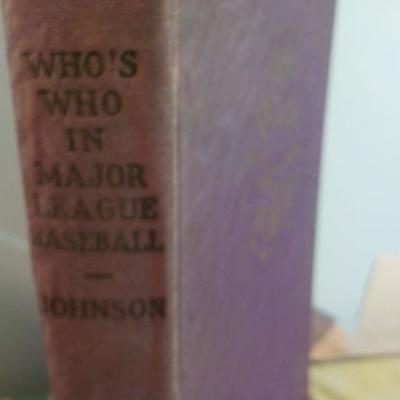 WHO'S
WHO
IN
MAJOR
LEAGUE
BASEBALL
—
JOHNSON